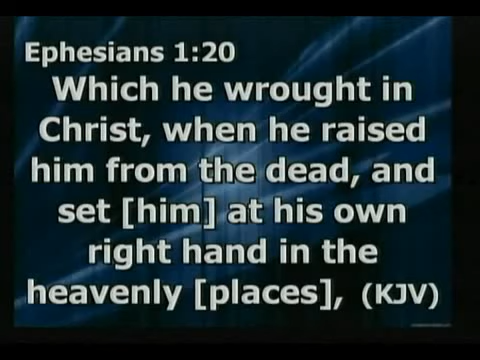 Ephesians 1:20
Which he wrought in
Christ, when he raised
him from the dead, and
set [him] at his own
right hand in the
heavenly [places], (KJV)